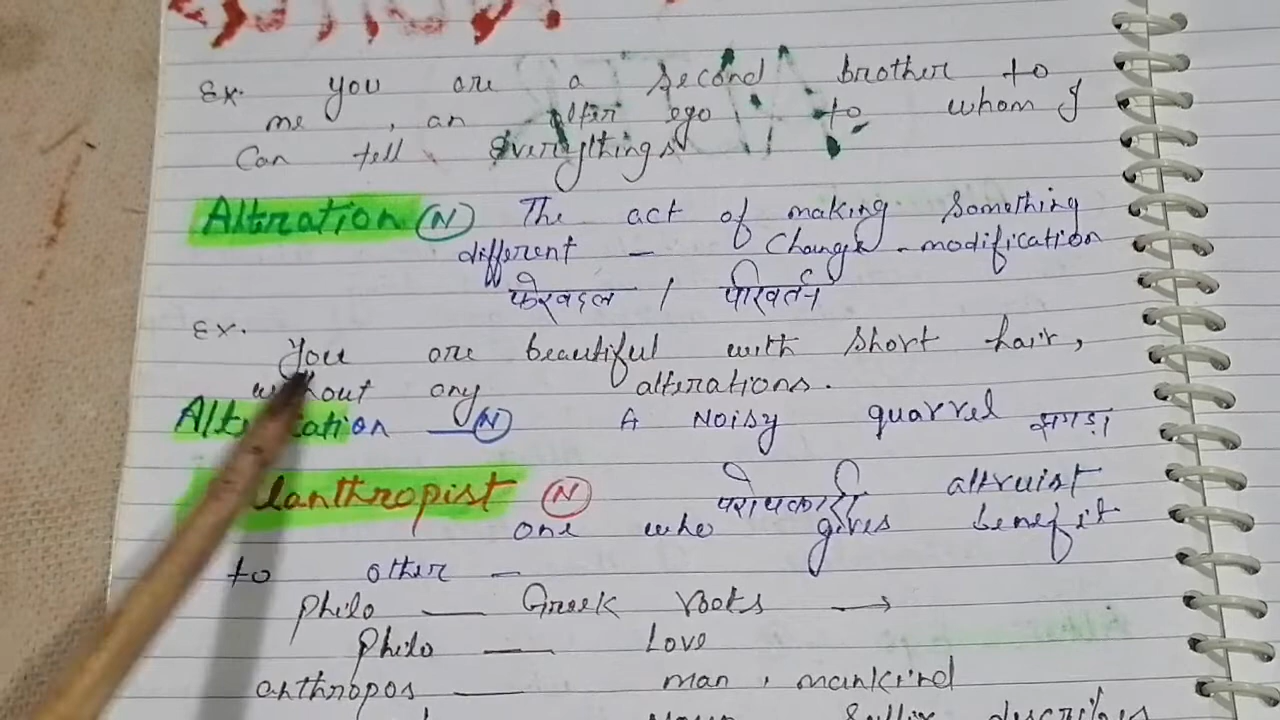 Ex. you are a second brother to
me, an alter ego to whom I
Can tell everythings
Altration (N) The act of making Something
different - Change - modification
फेरबदल / परिवर्तन
Ex. You are beautiful with short hair,
without any alterations.
Altercation - (N) A Noisy quarrel झगड़ा
lanthropist (N) परोपकारी altruist
one who gives benefit
to other -
philo - Greek roots →
Philo - Love
anthropos - man, mankind